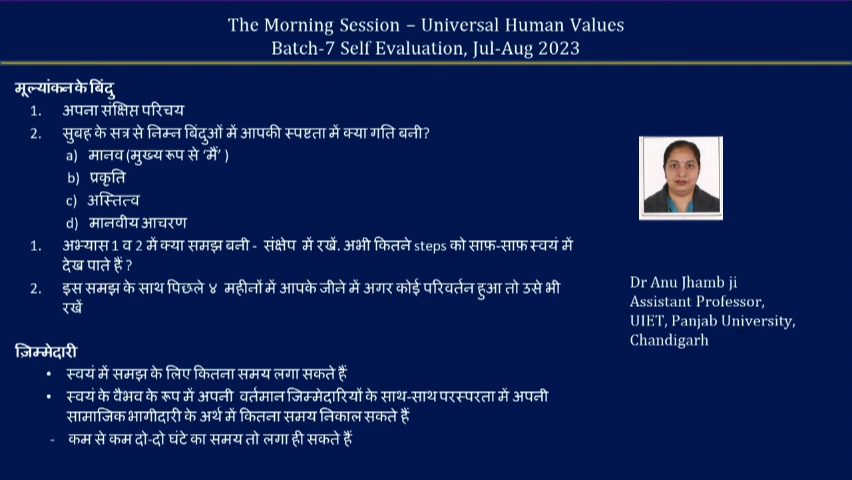 The Morning Session – Universal Human Values
Batch-7 Self Evaluation, Jul-Aug 2023
मूल्यांकन के बिंदु
1. अपना संक्षिप्त परिचय
2. सुबह के सत्र से निम्न बिंदुओं में आपकी स्पष्टता में क्या गति बनी?
a) मानव (मुख्य रूप से ‘मैं’ )
b) प्रकृति
c) अस्तित्व
d) मानवीय आचरण
1. अभ्यास 1 व 2 में क्या समझ बनी - संक्षेप में रखें. अभी कितने steps को साफ़-साफ़ स्वयं में
देख पाते हैं ?
2. इस समझ के साथ पिछले ४ महीनों में आपके जीने में अगर कोई परिवर्तन हुआ तो उसे भी
रखें
ज़िम्मेदारी
• स्वयं में समझ के लिए कितना समय लगा सकते हैं
• स्वयं के वैभव के रूप में अपनी वर्तमान जिम्मेदारियों के साथ-साथ परस्परता में अपनी
सामाजिक भागीदारी के अर्थ में कितना समय निकाल सकते हैं
- कम से कम दो-दो घंटे का समय तो लगा ही सकते हैं
Dr Anu Jhamb ji
Assistant Professor,
UIET, Panjab University,
Chandigarh